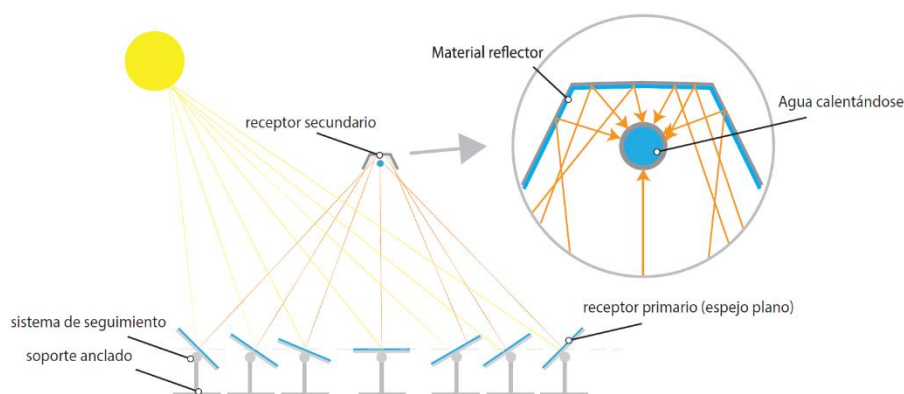 Material reflector
Agua calentándose
receptor secundario
receptor primario (espejo plano)
sistema de seguimiento
soporte anclado